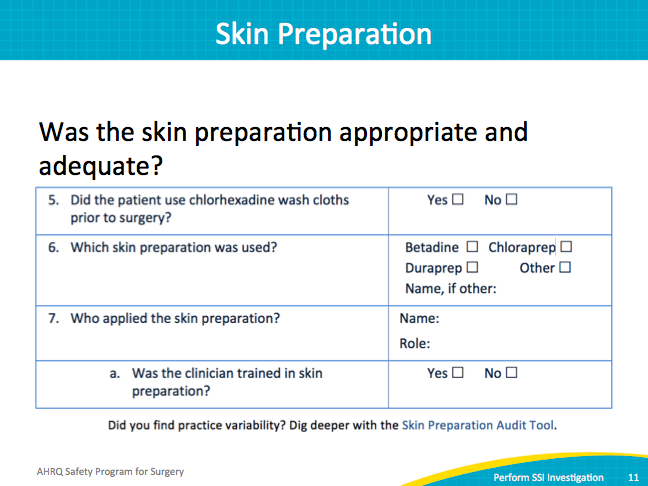 Skin Preparation
Was the skin preparation appropriate and
adequate?
5. Did the patient use chlorhexadine wash cloths
prior to surgery?
Yes ☐ No ☐
6. Which skin preparation was used?
Betadine ☐ Chloraprep ☐
Duraprep ☐ Other ☐
Name, if other:
7. Who applied the skin preparation?
Name:
Role:
a. Was the clinician trained in skin
preparation?
Yes ☐ No ☐
Did you find practice variability? Dig deeper with the Skin Preparation Audit Tool.
AHRQ Safety Program for Surgery
Perform SSI Investigation 11